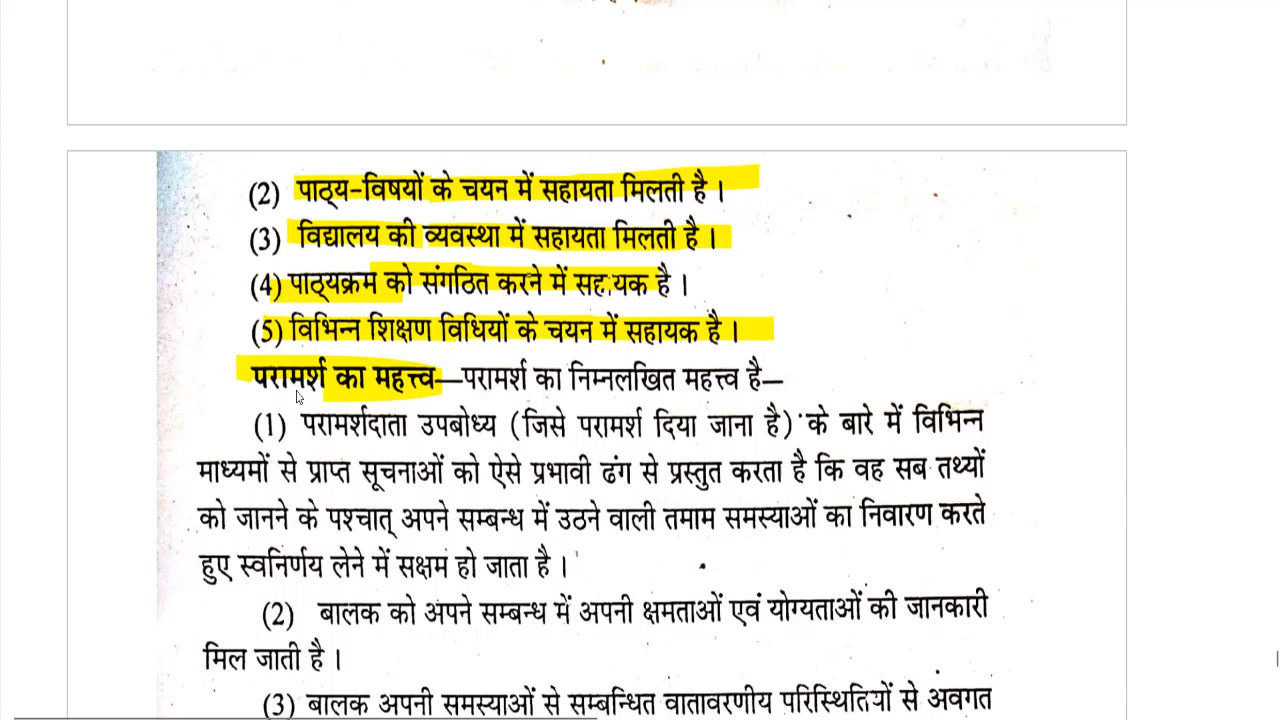 (2) पाठ्य-विषयों के चयन में सहायता मिलती है।
(3) विद्यालय की व्यवस्था में सहायता मिलती है।
(4) पाठ्यक्रम को संगठित करने में सहायक है।
(5) विभिन्न शिक्षण विधियों के चयन में सहायक है।
परामर्श का महत्त्व—परामर्श का निम्नलखित महत्त्व है—
(1) परामर्शदाता उपबोध्य (जिसे परामर्श दिया जाना है) के बारे में विभिन्न
माध्यमों से प्राप्त सूचनाओं को ऐसे प्रभावी ढंग से प्रस्तुत करता है कि वह सब तथ्यों
को जानने के पश्चात् अपने सम्बन्ध में उठने वाली तमाम समस्याओं का निवारण करते
हुए स्वनिर्णय लेने में सक्षम हो जाता है।
(2) बालक को अपने सम्बन्ध में अपनी क्षमताओं एवं योग्यताओं की जानकारी
मिल जाती है।
(3) बालक अपनी समस्याओं से सम्बन्धित वातावरणीय परिस्थितियों से अवगत